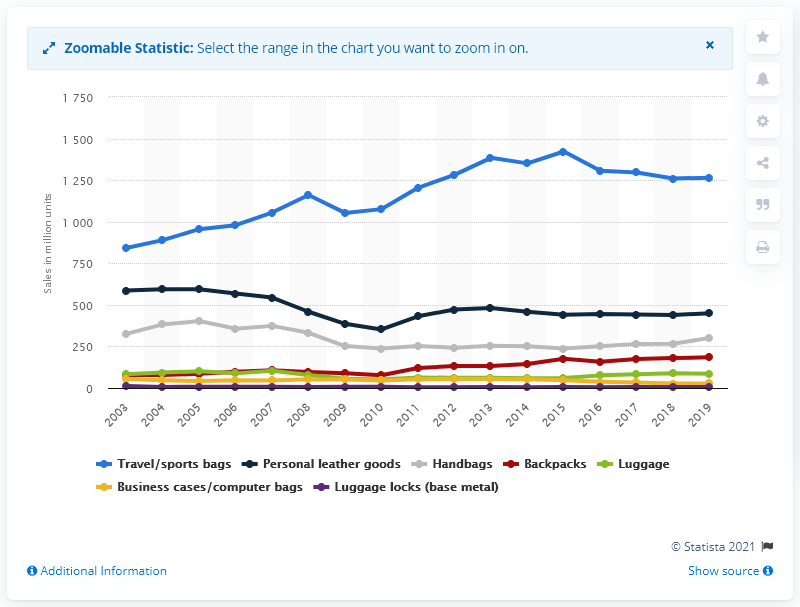 Zoomable Statistic: Select the range in the chart you want to zoom in on.
Sales in million units
1 750
1 500
1 250
1 000
750
500
250
0
2003 2004 2005 2006 2007 2008 2009 2010 2011 2012 2013 2014 2015 2016 2017 2018 2019
Travel/sports bags Personal leather goods Handbags Backpacks Luggage
Business cases/computer bags Luggage locks (base metal)
© Statista 2021
Additional Information Show source